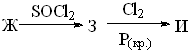 Ж SOCl2 → З Cl2 P(кр.) → И